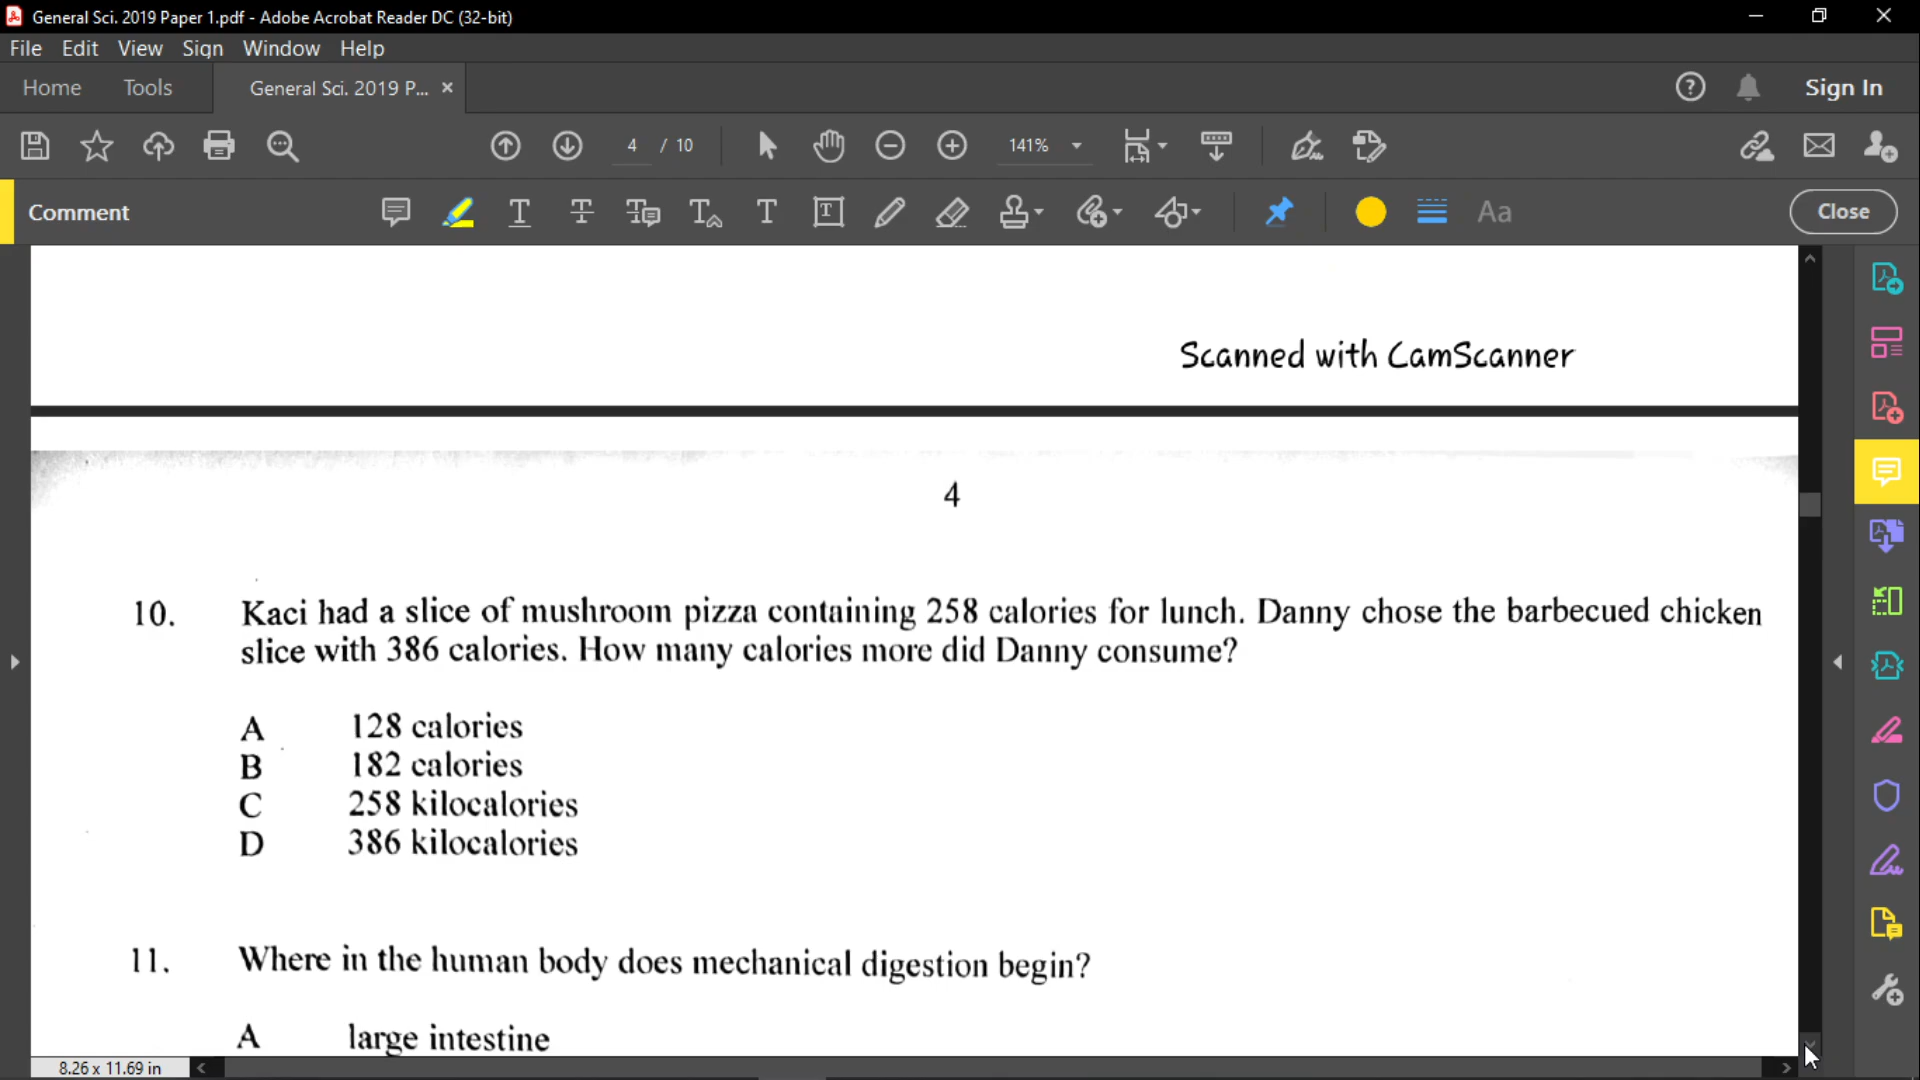 General Sci. 2019 Paper 1.pdf - Adobe Acrobat Reader DC (32-bit)
File Edit View Sign Window Help
Home Tools General Sci. 2019 P... × Sign In
4 / 10 141%
Comment Aa Close
Scanned with CamScanner
4
10. Kaci had a slice of mushroom pizza containing 258 calories for lunch. Danny chose the barbecued chicken
slice with 386 calories. How many calories more did Danny consume?
A 128 calories
B 182 calories
C 258 kilocalories
D 386 kilocalories
11. Where in the human body does mechanical digestion begin?
A large intestine
8.26 x 11.69 in